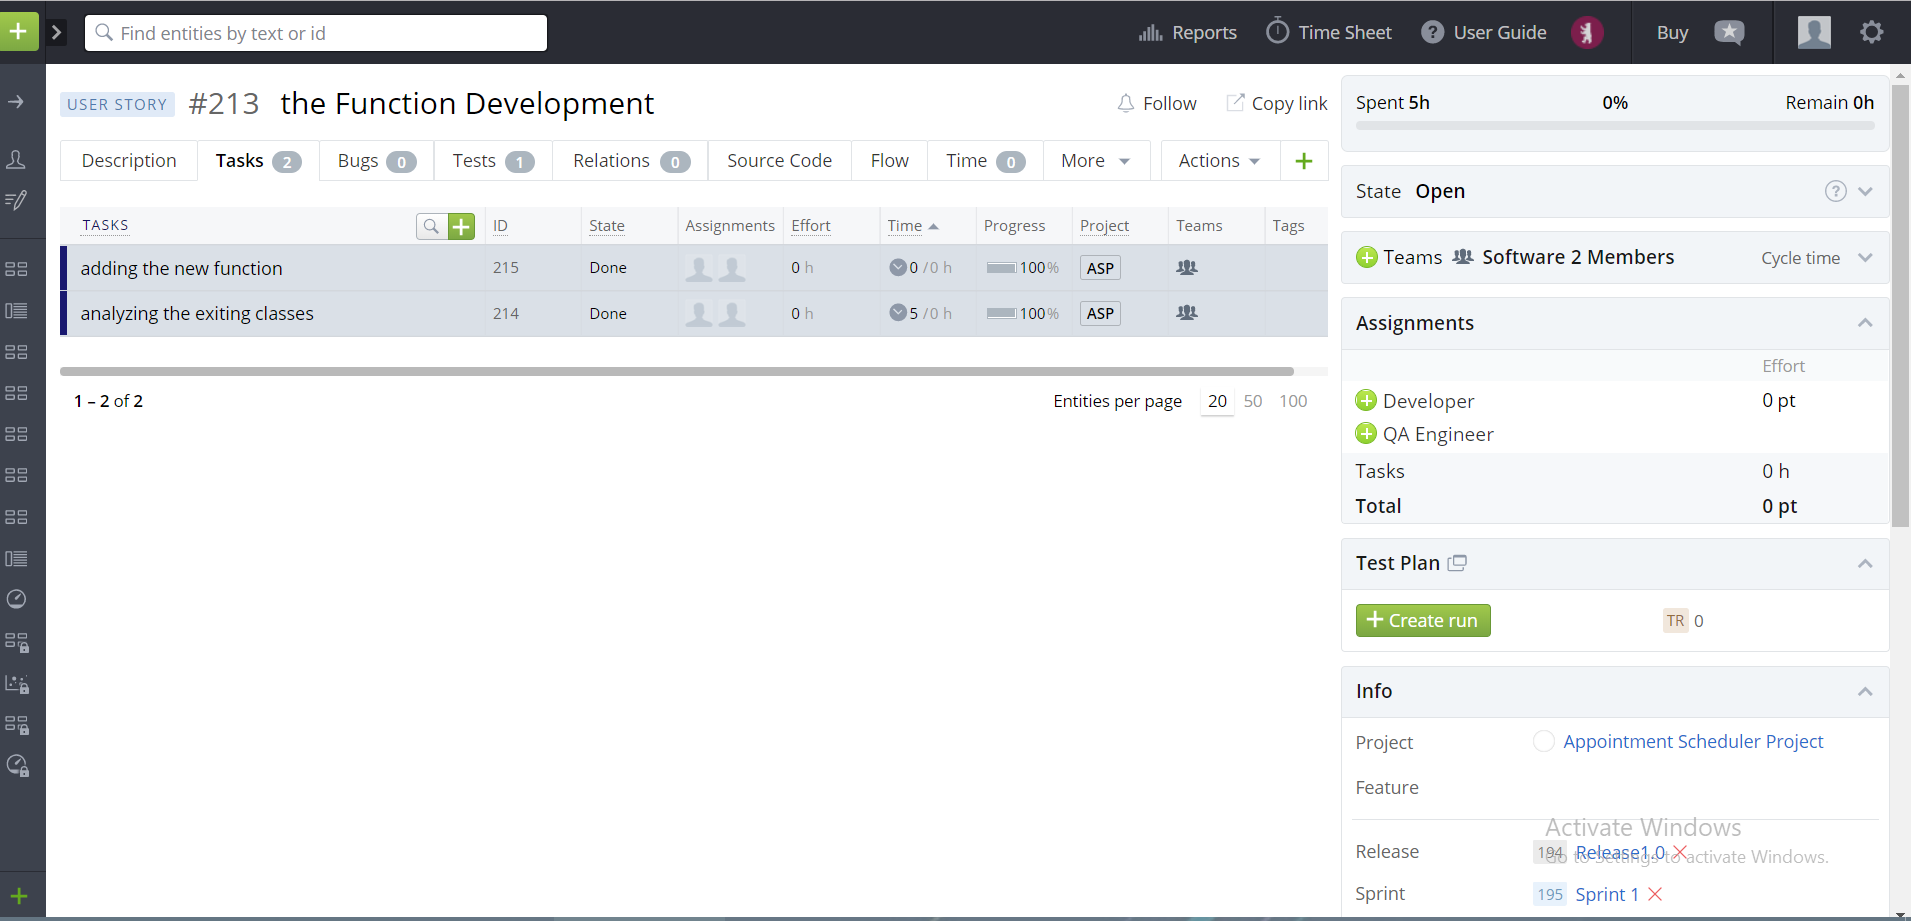 Find entities by text or id
Reports
Time Sheet
User Guide
Buy
USER STORY #213 the Function Development
Follow
Copy link
Description
Tasks 2
Bugs 0
Tests 1
Relations 0
Source Code
Flow
Time 0
More
Actions
TASKS ID State Assignments Effort Time Progress Project Teams Tags
adding the new function 215 Done 0 h 0 / 0 h 100% ASP
analyzing the exiting classes 214 Done 0 h 5 / 0 h 100% ASP
1 – 2 of 2
Entities per page 20 50 100
Spent 5h 0% Remain 0h
State Open
Teams Software 2 Members Cycle time
Assignments
Effort
Developer 0 pt
QA Engineer
Tasks 0 h
Total 0 pt
Test Plan
Create run TR 0
Info
Project Appointment Scheduler Project
Feature
Activate Windows
Go to Settings to activate Windows.
Release 194 Release1.0
Sprint 195 Sprint 1